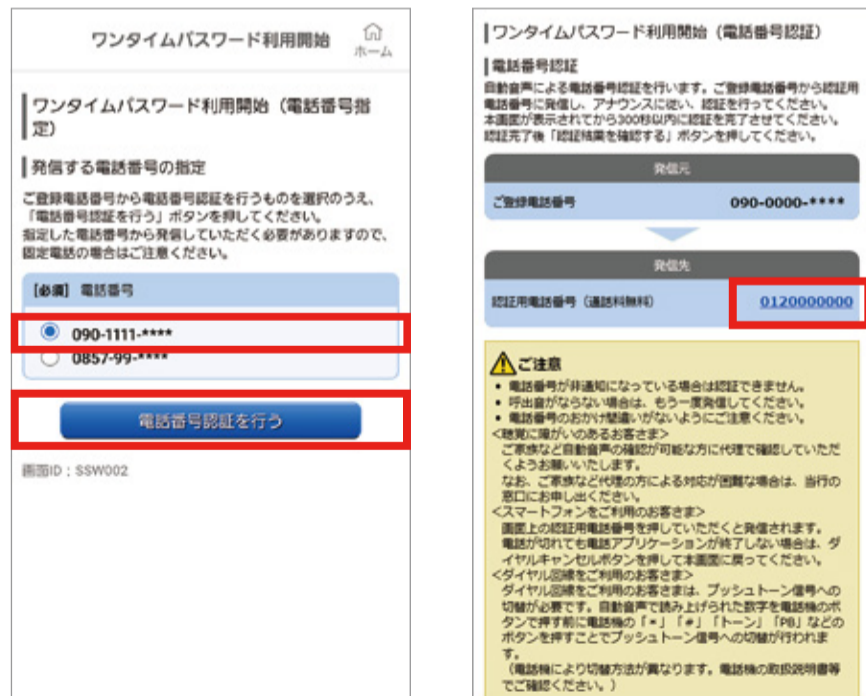 ワンタイムパスワード利用開始
ホーム
ワンタイムパスワード利用開始(電話番号指
定)
発信する電話番号の指定
ご登録電話番号から電話番号認証を行うものを選択のうえ、
「電話番号認証を行う」ボタンを押してください。
指定した電話番号から発信していただく必要がありますので、
固定電話の場合はご注意ください。
[必須] 電話番号
090-1111-****
0857-99-****
電話番号認証を行う
画面ID:SSW002
ワンタイムパスワード利用開始(電話番号認証)
電話番号認証
自動音声による電話番号認証を行います。ご登録電話番号から認証用
電話番号に発信し、アナウンスに従い、認証を行ってください。
本画面が表示されてから300秒以内に認証を完了させてください。
認証完了後「認証結果を確認する」ボタンを押してください。
発信元
ご登録電話番号 090-0000-****
発信先
認証用電話番号(通話料無料) 0120000000
ご注意
• 電話番号が非通知になっている場合は認証できません。
• 呼出音がならない場合は、もう一度発信してください。
• 電話番号のおかけ間違いがないようにご注意ください。
<聴覚に障がいのあるお客さま>
ご家族など自動音声の確認が可能な方に代理で確認していただ
くようお願いいたします。
なお、ご家族など代理の方による対応が困難な場合は、当行の
窓口にお申し出ください。
<スマートフォンをご利用のお客さま>
画面上の認証用電話番号を押していただくと発信されます。
電話が切れても電話アプリケーションが終了しない場合は、ダ
イヤルキャンセルボタンを押して本画面に戻ってください。
<ダイヤル回線をご利用のお客さま>
ダイヤル回線をご利用のお客さまは、プッシュトーン信号への
切替が必要です。自動音声で読み上げられた数字を電話機のボ
タンで押す前に電話機の「*」「#」「トーン」「PB」などの
ボタンを押すことでプッシュトーン信号への切替が行われま
す。
(電話機により切替方法が異なります。電話機の取扱説明書等
でご確認ください。)